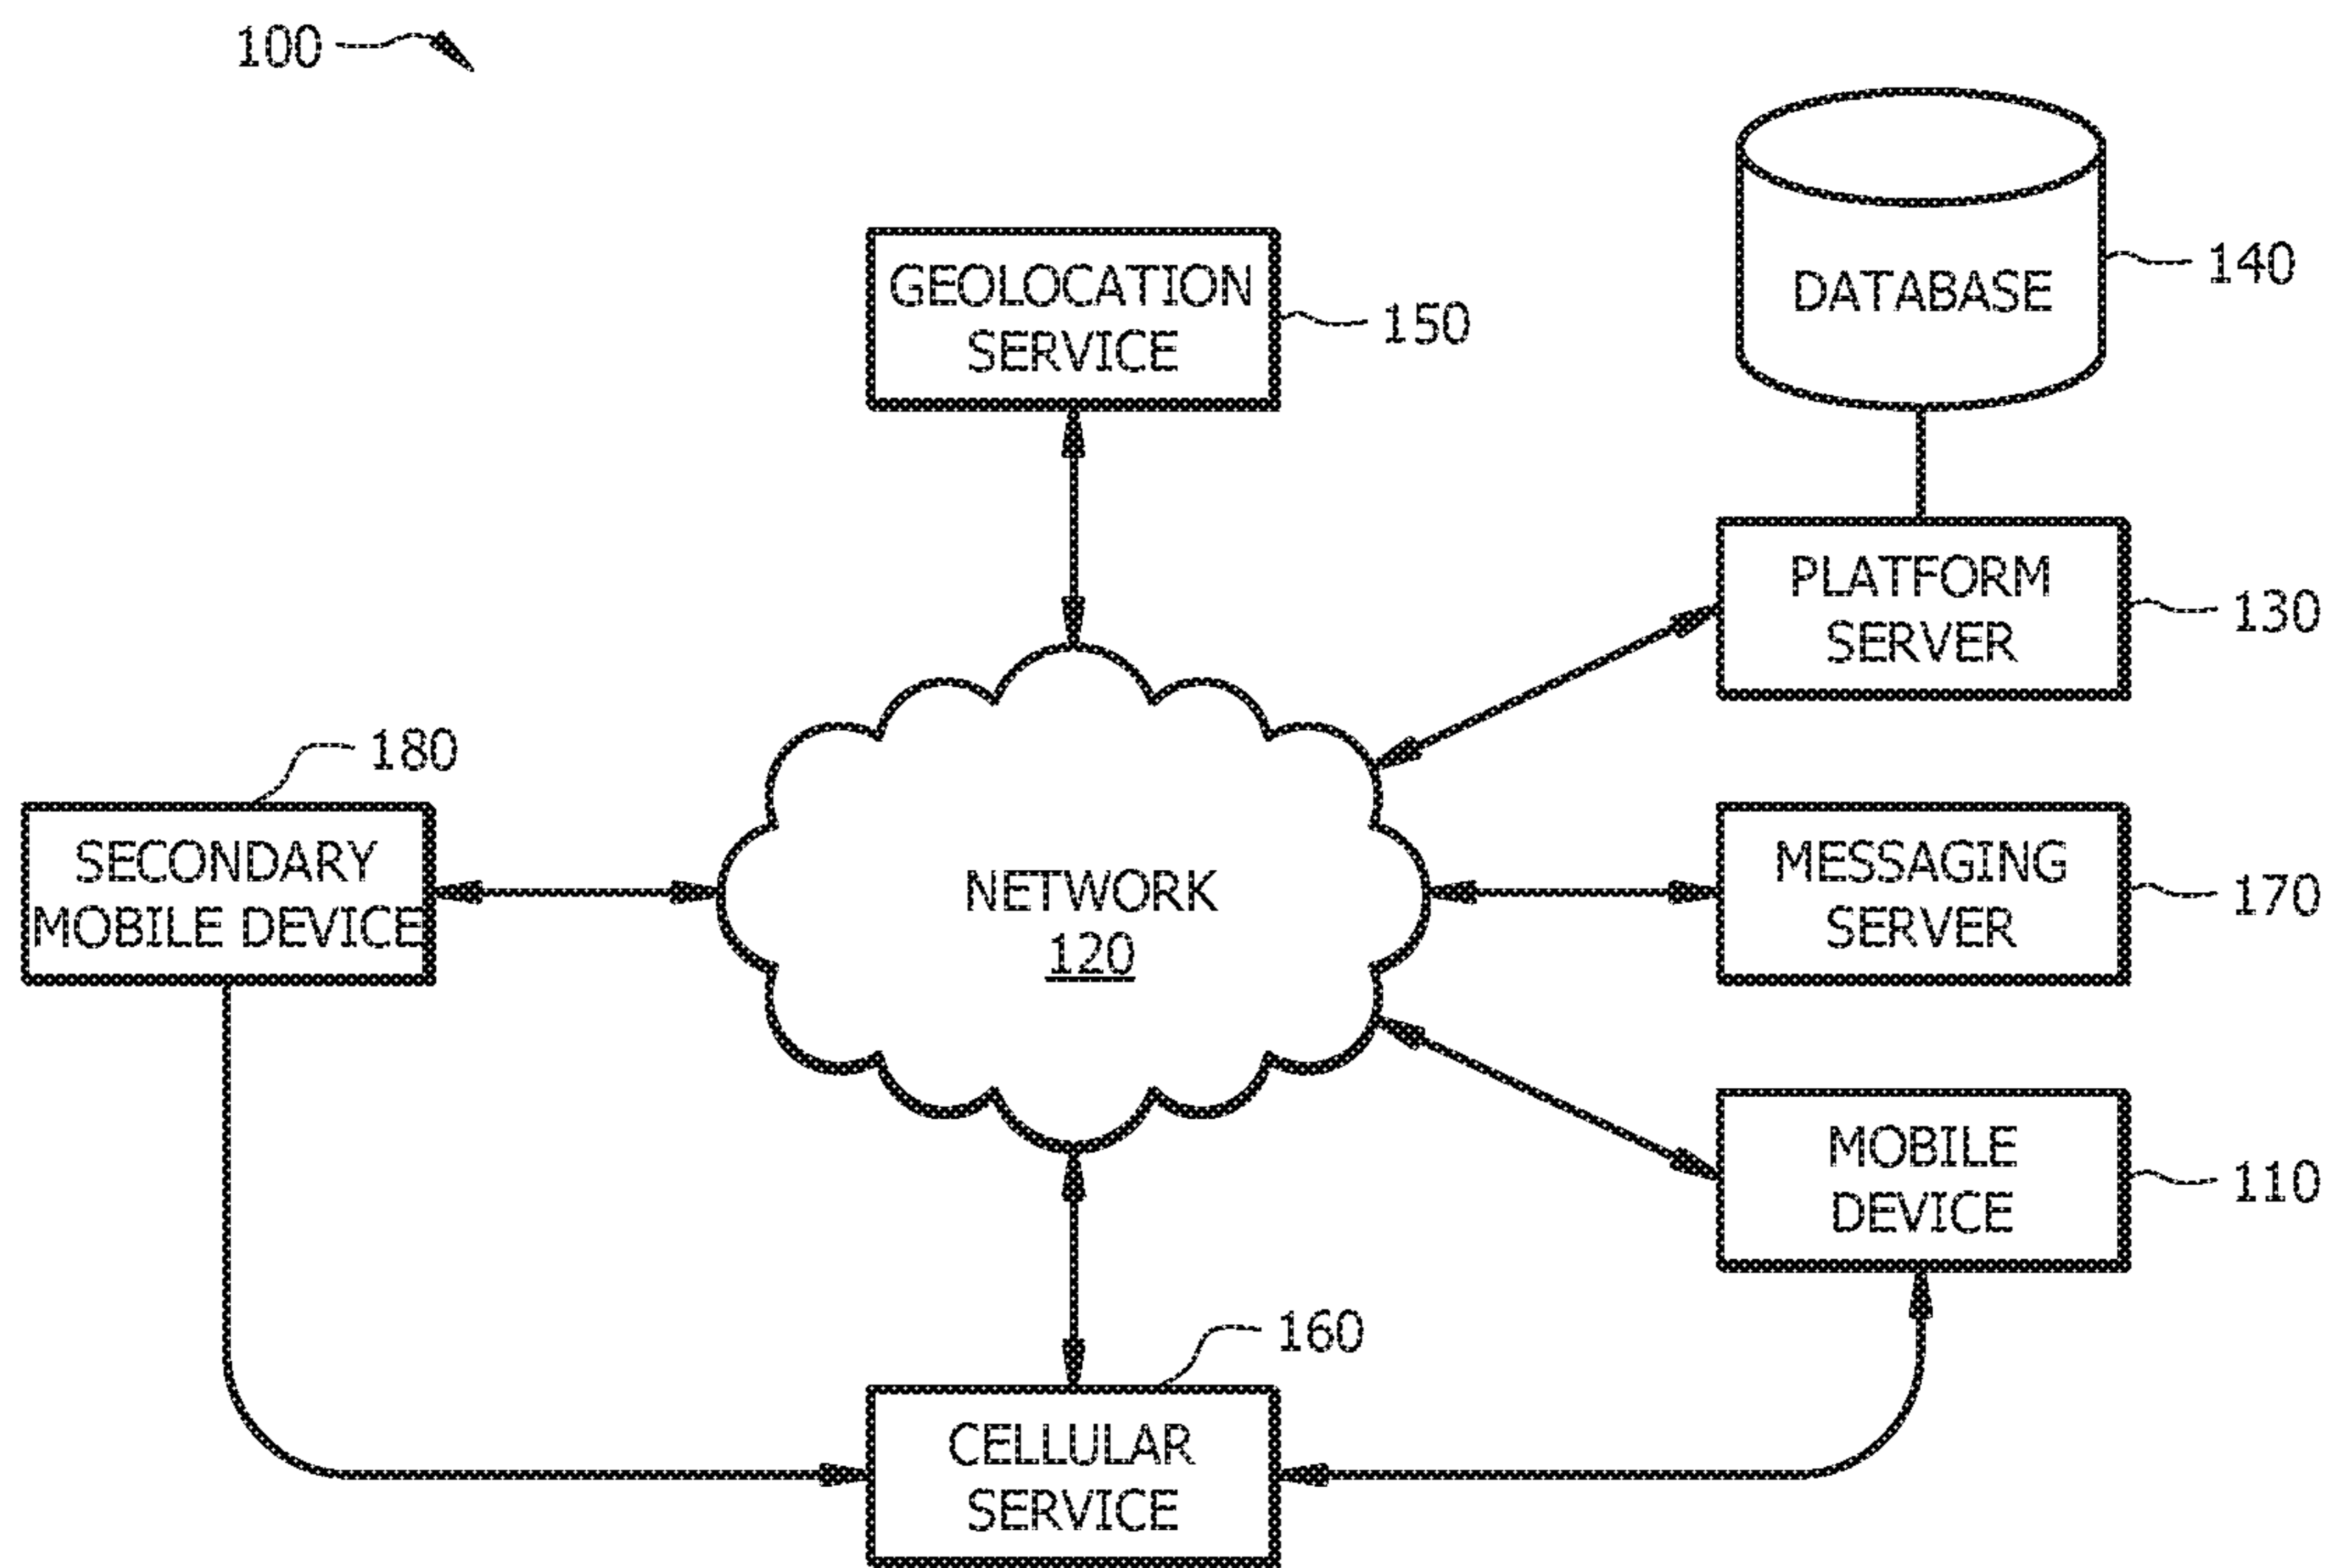 100
DATABASE
140
GEOLOCATION
SERVICE
150
PLATFORM
SERVER
130
180
SECONDARY
MOBILE DEVICE
NETWORK
120
MESSAGING
SERVER
170
MOBILE
DEVICE
110
160
CELLULAR
SERVICE